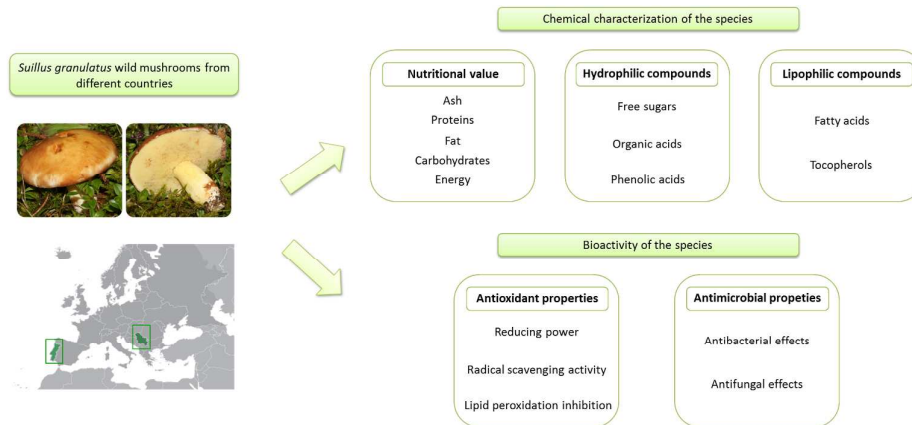 Suillus granulatus wild mushrooms from
different countries
Chemical characterization of the species
Nutritional value
Ash
Proteins
Fat
Carbohydrates
Energy
Hydrophilic compounds
Free sugars
Organic acids
Phenolic acids
Lipophilic compounds
Fatty acids
Tocopherols
Bioactivity of the species
Antioxidant properties
Reducing power
Radical scavenging activity
Lipid peroxidation inhibition
Antimicrobial propeties
Antibacterial effects
Antifungal effects